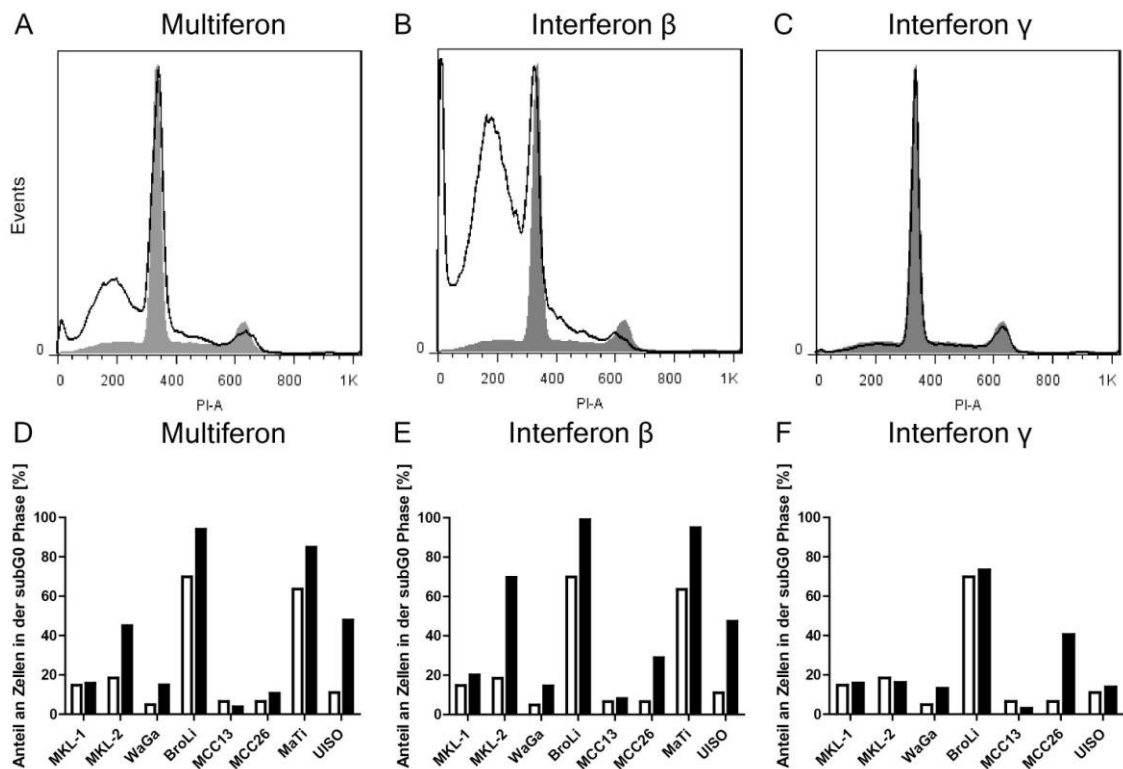 A Multiferon
B Interferon β
C Interferon γ
Events
0
0
0
0 200 400 600 800 1K
0 200 400 600 800 1K
0 200 400 600 800 1K
PI-A
PI-A
PI-A
D Multiferon
E Interferon β
F Interferon γ
Anteil an Zellen in der subG0 Phase [%]
100
80
60
40
20
0
MKL-1
MKL-2
WaGa
BroLi
MCC13
MCC26
MaTi
UISO
Anteil an Zellen in der subG0 Phase [%]
100
80
60
40
20
0
MKL-1
MKL-2
WaGa
BroLi
MCC13
MCC26
MaTi
UISO
Anteil an Zellen in der subG0 Phase [%]
100
80
60
40
20
0
MKL-1
MKL-2
WaGa
BroLi
MCC13
MCC26
UISO